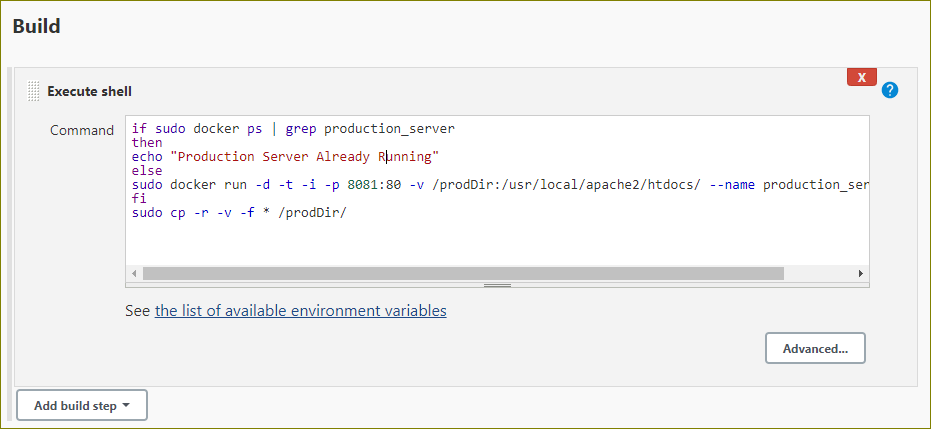 Build
X
Execute shell
?
Command
if sudo docker ps | grep production_server
then
echo "Production Server Already Running"
else
sudo docker run -d -t -i -p 8081:80 -v /prodDir:/usr/local/apache2/htdocs/ --name production_ser
fi
sudo cp -r -v -f * /prodDir/
See the list of available environment variables
Advanced...
Add build step